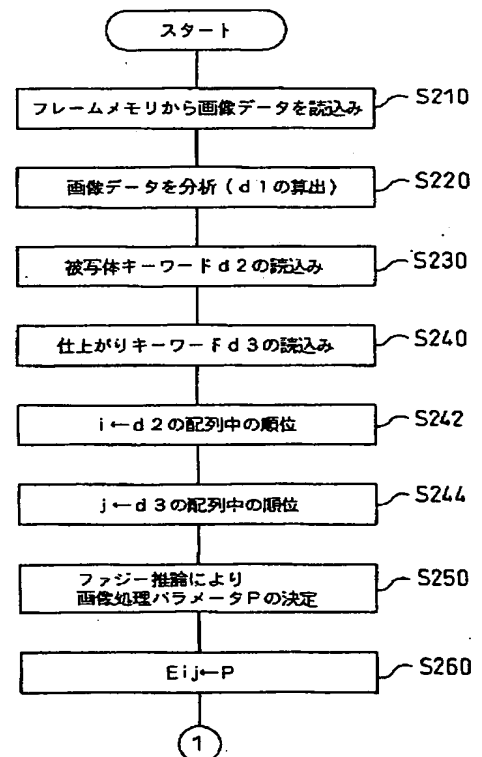 スタート
フレームメモリから画像データを読込み
S210
画像データを分析(d1の算出)
S220
被写体キーワードd2の読込み
S230
仕上がりキーワードd3の読込み
S240
i←d2の配列中の順位
S242
j←d3の配列中の順位
S244
ファジー推論により
画像処理パラメータPの決定
S250
Eij←P
S260
1